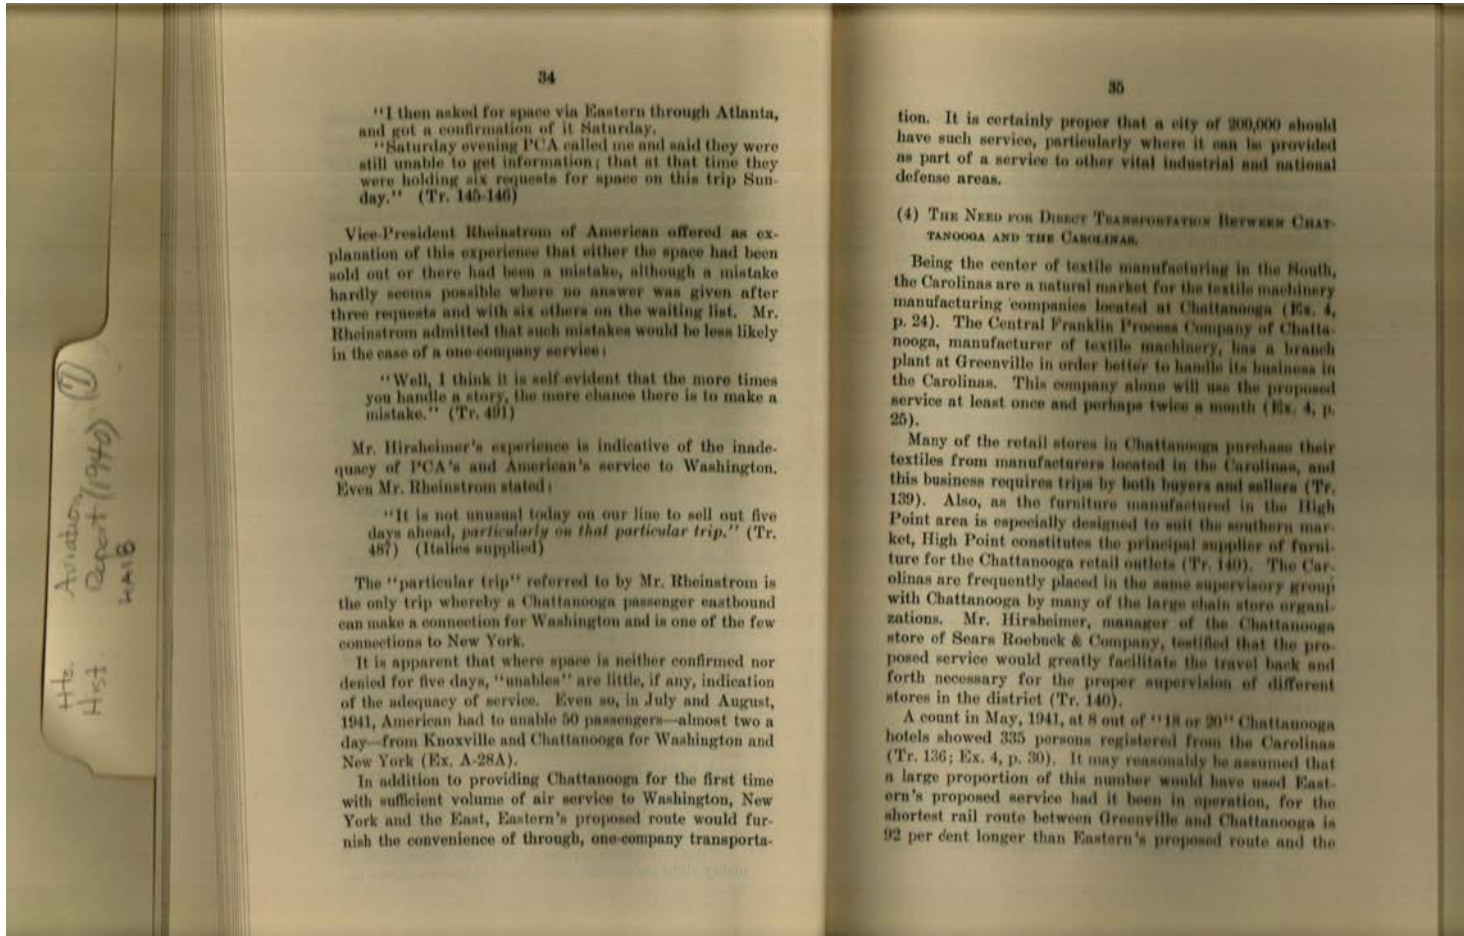 34
"I then asked for space via Eastern through Atlanta,
and got a confirmation of it Saturday.
"Saturday evening PCA called me and said they were
still unable to get information; that at that time they
were holding six requests for space on this trip Sun-
day." (Tr. 145-146)
Vice-President Rheinstrom of American offered as ex-
planation of this experience that either the space had been
sold out or there had been a mistake, although a mistake
hardly seems possible where no answer was given after
three requests and with six others on the waiting list. Mr.
Rheinstrom admitted that such mistakes would be less likely
in the case of a one-company service:
"Well, I think it is self-evident that the more times
you handle a story, the more chance there is to make a
mistake." (Tr. 491)
Mr. Hirsheimer's experience is indicative of the inade-
quacy of PCA's and American's service to Washington.
Even Mr. Rheinstrom stated:
"It is not unusual today on our line to sell out five
days ahead, particularly on that particular trip." (Tr.
487) (Italics supplied)
The "particular trip" referred to by Mr. Rheinstrom is
the only trip whereby a Chattanooga passenger eastbound
can make a connection for Washington and is one of the few
connections to New York.
It is apparent that where space is neither confirmed nor
denied for five days, "unables" are little, if any, indication
of the adequacy of service. Even so, in July and August,
1941, American had to unable 50 passengers—almost two a
day—from Knoxville and Chattanooga for Washington and
New York (Ex. A-28A).
In addition to providing Chattanooga for the first time
with sufficient volume of air service to Washington, New
York and the East, Eastern's proposed route would fur-
nish the convenience of through, one-company transporta-
35
tion. It is certainly proper that a city of 200,000 should
have such service, particularly where it can be provided
as part of a service to other vital industrial and national
defense areas.
(4) THE NEED FOR DIRECT TRANSPORTATION BETWEEN CHAT-
TANOOGA AND THE CAROLINAS.
Being the center of textile manufacturing in the South,
the Carolinas are a natural market for the textile machinery
manufacturing companies located at Chattanooga (Ex. 4,
p. 24). The Central Franklin Process Company of Chatta-
nooga, manufacturer of textile machinery, has a branch
plant at Greenville in order better to handle its business in
the Carolinas. This company alone will use the proposed
service at least once and perhaps twice a month (Ex. 4, p.
25).
Many of the retail stores in Chattanooga purchase their
textiles from manufacturers located in the Carolinas, and
this business requires trips by both buyers and sellers (Tr.
139). Also, as the furniture manufactured in the High
Point area is especially designed to suit the southern mar-
ket, High Point constitutes the principal supplier of furni-
ture for the Chattanooga retail outlets (Tr. 140). The Car-
olinas are frequently placed in the same supervisory group
with Chattanooga by many of the large chain store organi-
zations. Mr. Hirsheimer, manager of the Chattanooga
store of Sears Roebuck & Company, testified that the pro-
posed service would greatly facilitate the travel back and
forth necessary for the proper supervision of different
stores in the district (Tr. 140).
A count in May, 1941, at 8 out of "18 or 20" Chattanooga
hotels showed 335 persons registered from the Carolinas
(Tr. 136; Ex. 4, p. 30). It may reasonably be assumed that
a large proportion of this number would have used East-
ern's proposed service had it been in operation, for the
shortest rail route between Greenville and Chattanooga is
92 per cent longer than Eastern's proposed route and the
Hist. Report (1940) (7)
Aviation